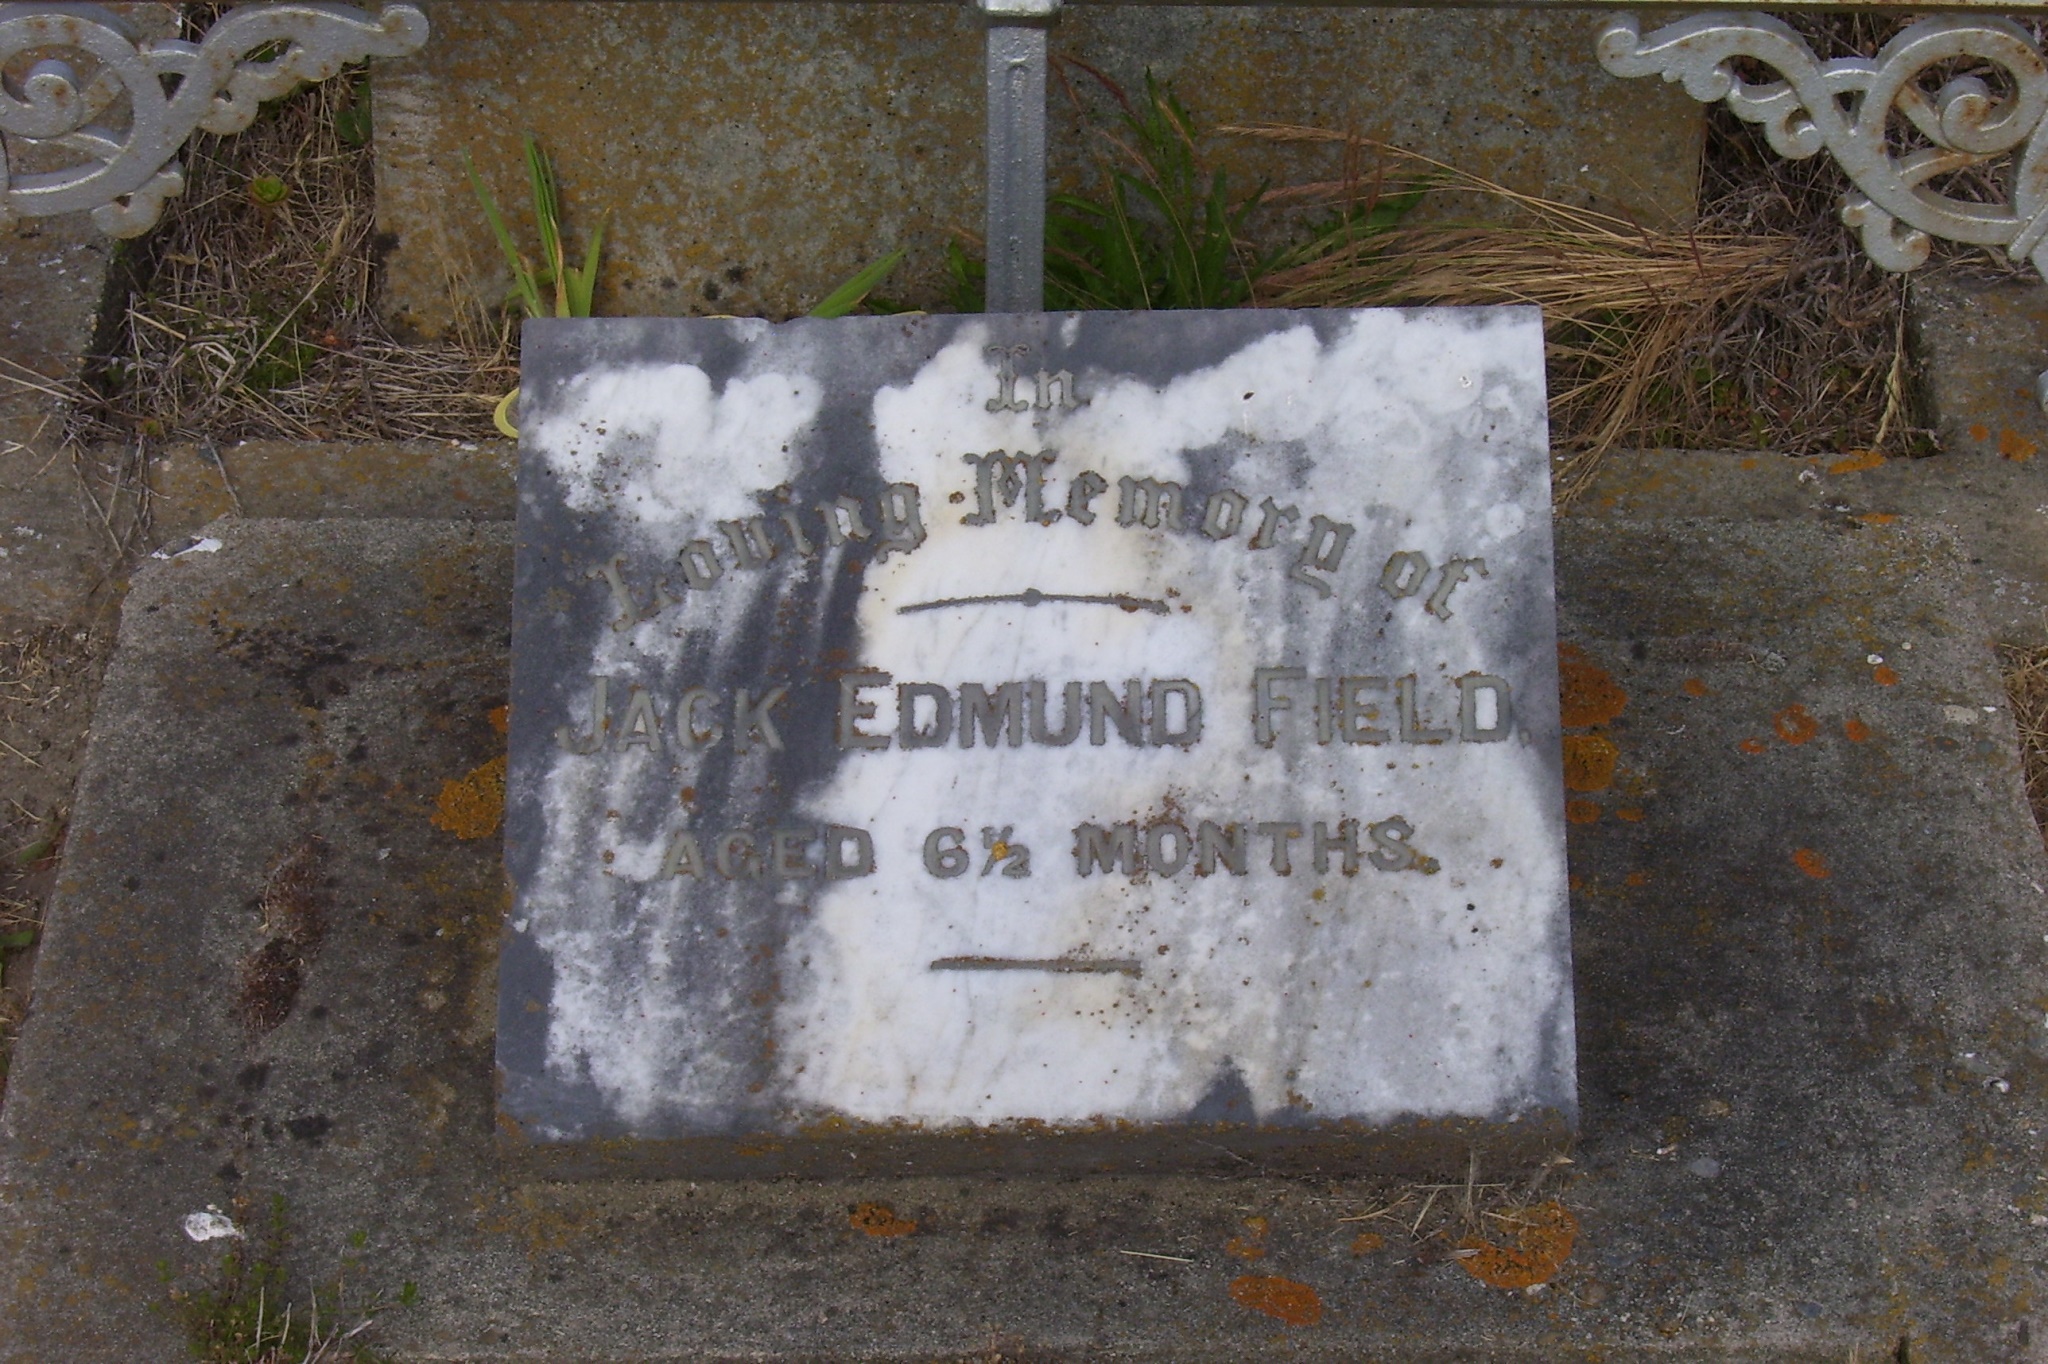 In
Loving Memory of
JACK EDMUND FIELD.
AGED 6½ MONTHS.